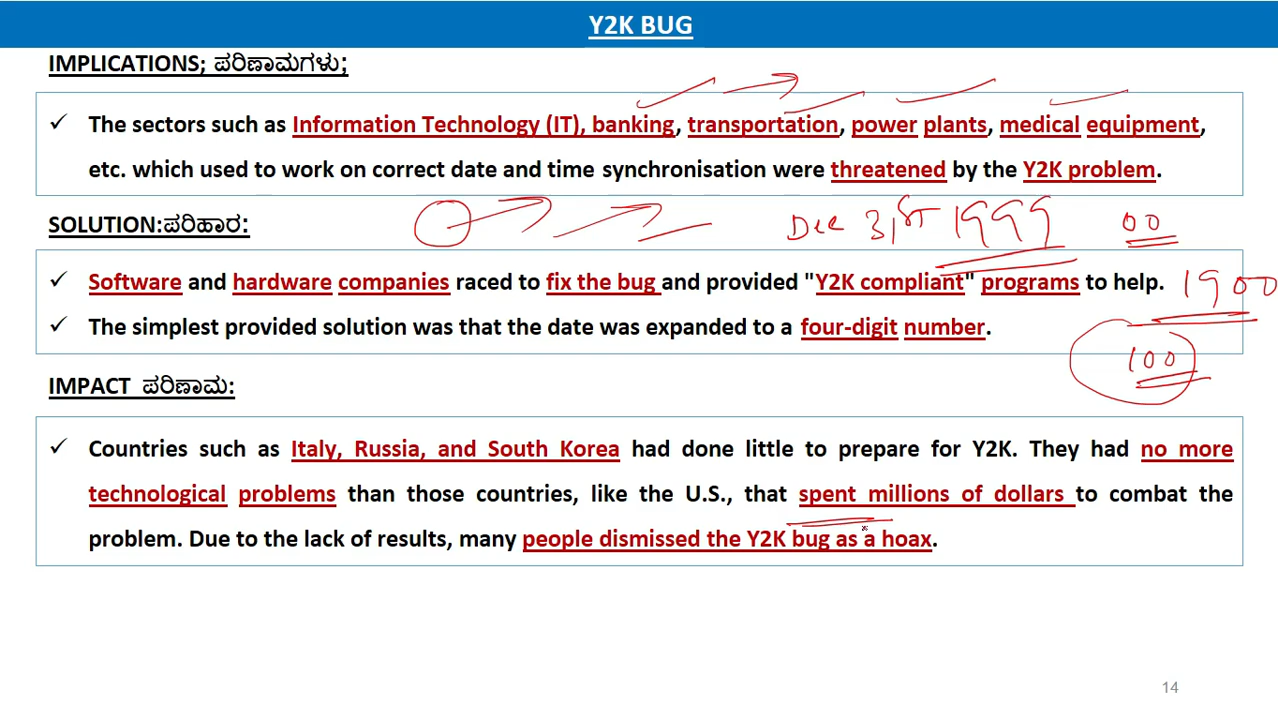 Y2K BUG
IMPLICATIONS; ಪರಿಣಾಮಗಳು;
✓ The sectors such as Information Technology (IT), banking, transportation, power plants, medical equipment,
etc. which used to work on correct date and time synchronisation were threatened by the Y2K problem.
SOLUTION:ಪರಿಹಾರ:
Dec 31st 1999 00
✓ Software and hardware companies raced to fix the bug and provided "Y2K compliant" programs to help.
1900
✓ The simplest provided solution was that the date was expanded to a four-digit number.
100
IMPACT ಪರಿಣಾಮ:
✓ Countries such as Italy, Russia, and South Korea had done little to prepare for Y2K. They had no more
technological problems than those countries, like the U.S., that spent millions of dollars to combat the
problem. Due to the lack of results, many people dismissed the Y2K bug as a hoax.
14